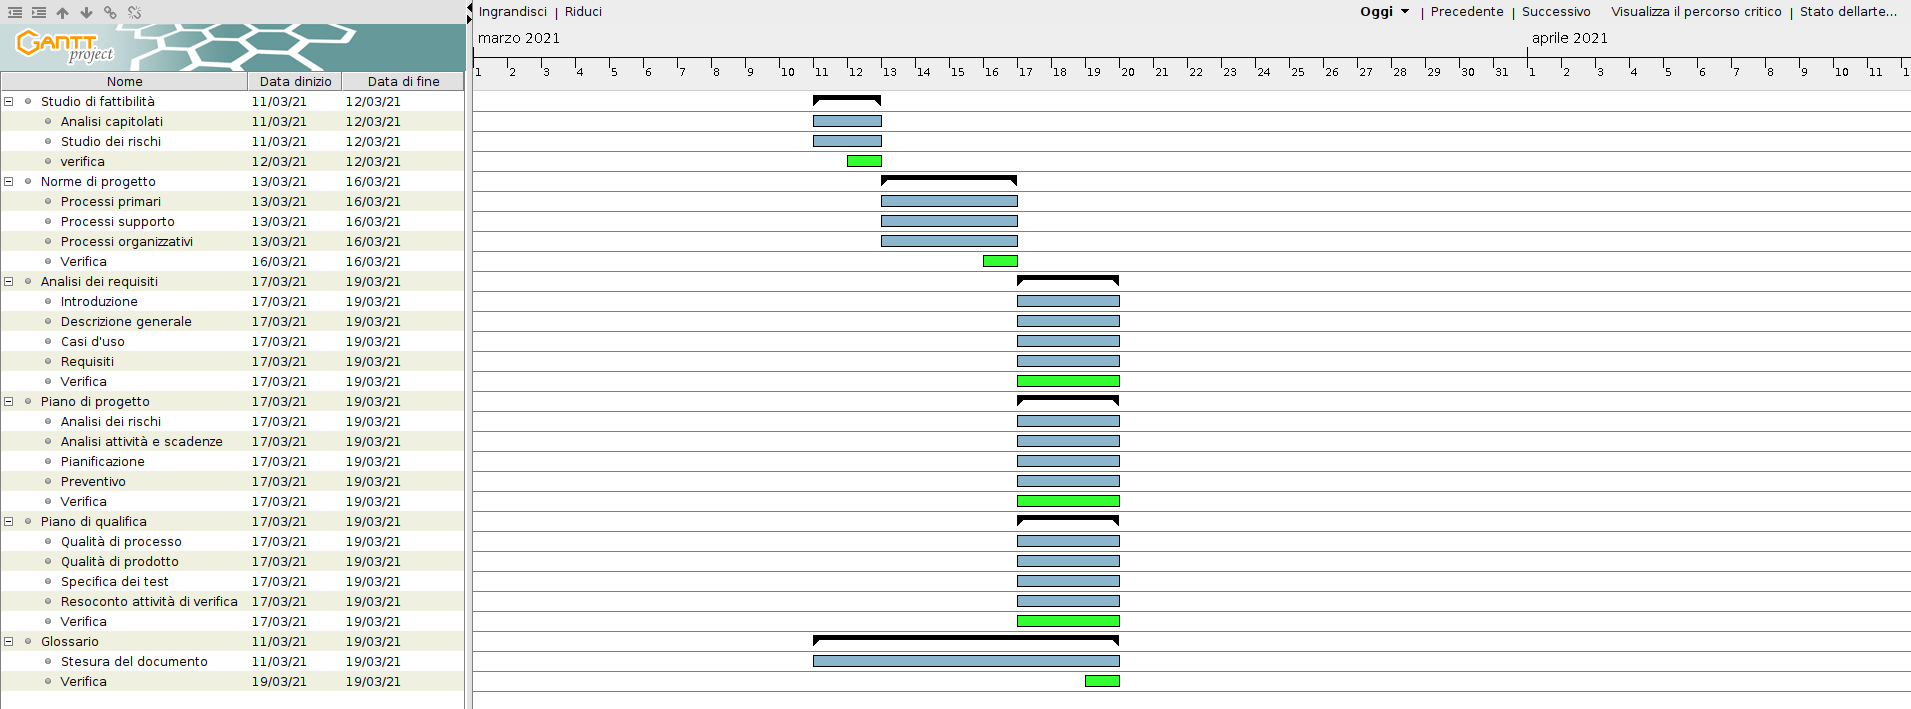 Ingrandisci | Riduci Oggi | Precedente | Successivo Visualizza il percorso critico | Stato dellarte...
GANTT project
marzo 2021 aprile 2021
1 2 3 4 5 6 7 8 9 10 11 12 13 14 15 16 17 18 19 20 21 22 23 24 25 26 27 28 29 30 31 1 2 3 4 5 6 7 8 9 10 11 1
Nome Data dinizio Data di fine
Studio di fattibilità 11/03/21 12/03/21
Analisi capitolati 11/03/21 12/03/21
Studio dei rischi 11/03/21 12/03/21
verifica 12/03/21 12/03/21
Norme di progetto 13/03/21 16/03/21
Processi primari 13/03/21 16/03/21
Processi supporto 13/03/21 16/03/21
Processi organizzativi 13/03/21 16/03/21
Verifica 16/03/21 16/03/21
Analisi dei requisiti 17/03/21 19/03/21
Introduzione 17/03/21 19/03/21
Descrizione generale 17/03/21 19/03/21
Casi d'uso 17/03/21 19/03/21
Requisiti 17/03/21 19/03/21
Verifica 17/03/21 19/03/21
Piano di progetto 17/03/21 19/03/21
Analisi dei rischi 17/03/21 19/03/21
Analisi attività e scadenze 17/03/21 19/03/21
Pianificazione 17/03/21 19/03/21
Preventivo 17/03/21 19/03/21
Verifica 17/03/21 19/03/21
Piano di qualifica 17/03/21 19/03/21
Qualità di processo 17/03/21 19/03/21
Qualità di prodotto 17/03/21 19/03/21
Specifica dei test 17/03/21 19/03/21
Resoconto attività di verifica 17/03/21 19/03/21
Verifica 17/03/21 19/03/21
Glossario 11/03/21 19/03/21
Stesura del documento 11/03/21 19/03/21
Verifica 19/03/21 19/03/21